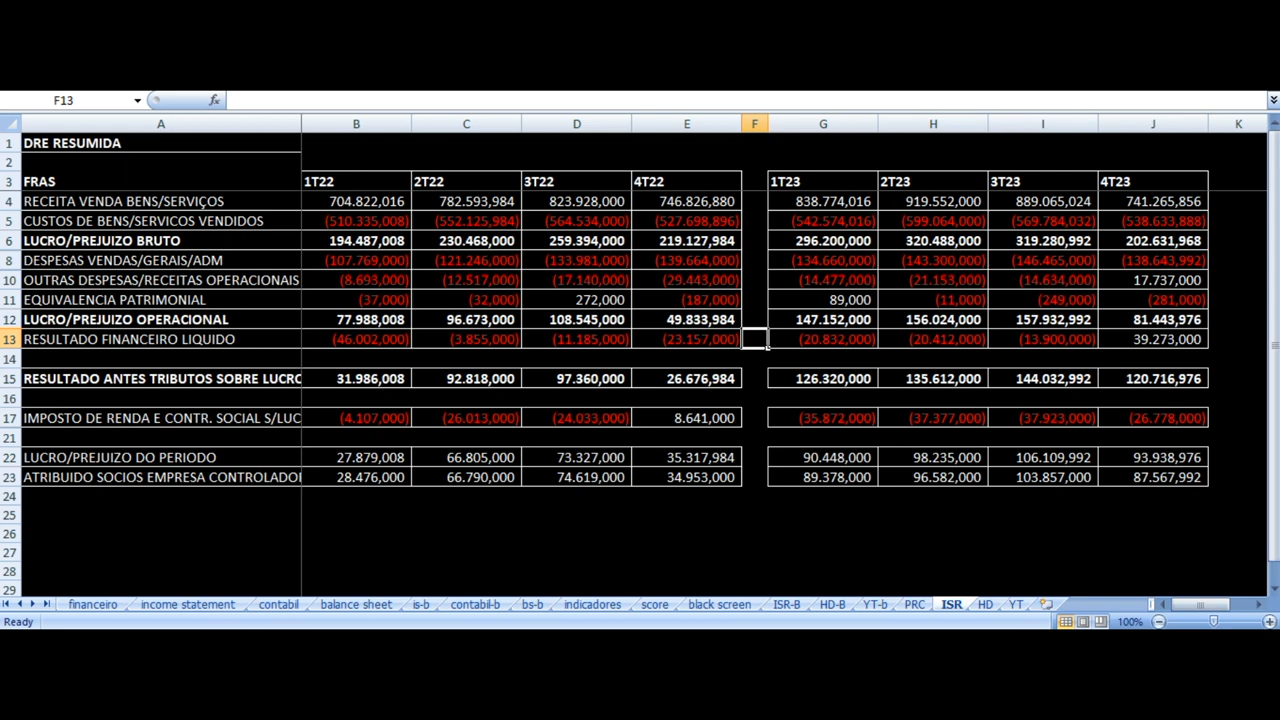 F13 fx
A B C D E F G H I J K
1 DRE RESUMIDA
2
3 FRAS 1T22 2T22 3T22 4T22 1T23 2T23 3T23 4T23
4 RECEITA VENDA BENS/SERVIÇOS 704.822,016 782.593,984 823.928,000 746.826,880 838.774,016 919.552,000 889.065,024 741.265,856
5 CUSTOS DE BENS/SERVICOS VENDIDOS (510.335,008) (552.125,984) (564.534,000) (527.698,896) (542.574,016) (599.064,000) (569.784,032) (538.633,888)
6 LUCRO/PREJUIZO BRUTO 194.487,008 230.468,000 259.394,000 219.127,984 296.200,000 320.488,000 319.280,992 202.631,968
8 DESPESAS VENDAS/GERAIS/ADM (107.769,000) (121.246,000) (133.981,000) (139.664,000) (134.660,000) (143.300,000) (146.465,000) (138.643,992)
10 OUTRAS DESPESAS/RECEITAS OPERACIONAIS (8.693,000) (12.517,000) (17.140,000) (29.443,000) (14.477,000) (21.153,000) (14.634,000) 17.737,000
11 EQUIVALENCIA PATRIMONIAL (37,000) (32,000) 272,000 (187,000) 89,000 (11,000) (249,000) (281,000)
12 LUCRO/PREJUIZO OPERACIONAL 77.988,008 96.673,000 108.545,000 49.833,984 147.152,000 156.024,000 157.932,992 81.443,976
13 RESULTADO FINANCEIRO LIQUIDO (46.002,000) (3.855,000) (11.185,000) (23.157,000) (20.832,000) (20.412,000) (13.900,000) 39.273,000
14
15 RESULTADO ANTES TRIBUTOS SOBRE LUCRO 31.986,008 92.818,000 97.360,000 26.676,984 126.320,000 135.612,000 144.032,992 120.716,976
16
17 IMPOSTO DE RENDA E CONTR. SOCIAL S/LUC (4.107,000) (26.013,000) (24.033,000) 8.641,000 (35.872,000) (37.377,000) (37.923,000) (26.778,000)
21
22 LUCRO/PREJUIZO DO PERIODO 27.879,008 66.805,000 73.327,000 35.317,984 90.448,000 98.235,000 106.109,992 93.938,976
23 ATRIBUIDO SOCIOS EMPRESA CONTROLADO 28.476,000 66.790,000 74.619,000 34.953,000 89.378,000 96.582,000 103.857,000 87.567,992
24
25
26
27
28
29
financeiro income statement contabil balance sheet is-b contabil-b bs-b indicadores score black screen ISR-B HD-B YT-b PRC ISR HD YT
Ready 100%